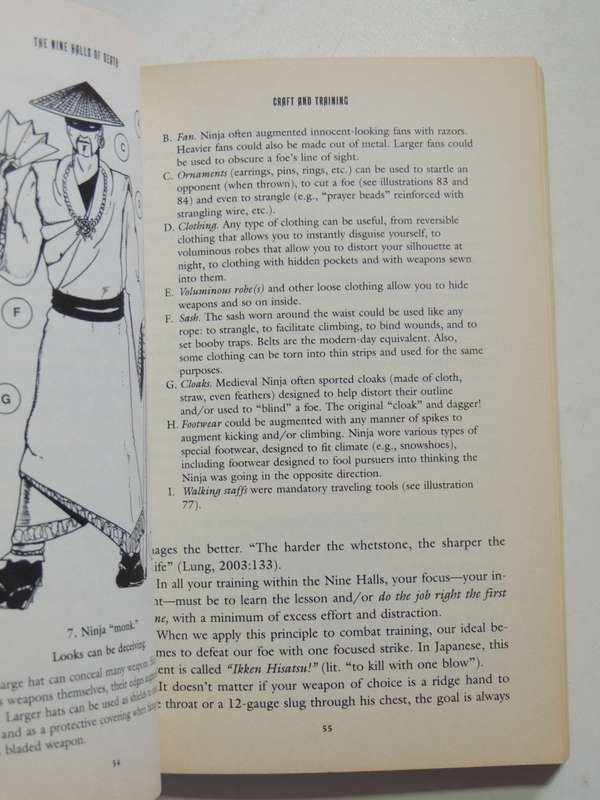 THE NINE HALLS OF DEATH
C
F
G
7. Ninja “monk.”
Looks can be deceiving.
large hat can conceal many weapon
s weapons themselves, their edges
. Larger hats can be used as shields to
and as a protective covering when
bladed weapon.
54
CRAFT AND TRAINING
B. Fan. Ninja often augmented innocent-looking fans with razors.
Heavier fans could also be made out of metal. Larger fans could
be used to obscure a foe’s line of sight.
C. Ornaments (earrings, pins, rings, etc.) can be used to startle an
opponent (when thrown), to cut a foe (see illustrations 83 and
84) and even to strangle (e.g., “prayer beads” reinforced with
strangling wire, etc.).
D. Clothing. Any type of clothing can be useful, from reversible
clothing that allows you to instantly disguise yourself, to
voluminous robes that allow you to distort your silhouette at
night, to clothing with hidden pockets and with weapons sewn
into them.
E. Voluminous robe(s) and other loose clothing allow you to hide
weapons and so on inside.
F. Sash. The sash worn around the waist could be used like any
rope: to strangle, to facilitate climbing, to bind wounds, and to
set booby traps. Belts are the modern-day equivalent. Also,
some clothing can be torn into thin strips and used for the same
purposes.
G. Cloaks. Medieval Ninja often sported cloaks (made of cloth,
straw, even feathers) designed to help distort their outline
and/or used to “blind” a foe. The original “cloak” and dagger!
H. Footwear could be augmented with any manner of spikes to
augment kicking and/or climbing. Ninja wore various types of
special footwear, designed to fit climate (e.g., snowshoes),
including footwear designed to fool pursuers into thinking the
Ninja was going in the opposite direction.
I. Walking staffs were mandatory traveling tools (see illustration
77).
nages the better. “The harder the whetstone, the sharper the
ife” (Lung, 2003:133).
In all your training within the Nine Halls, your focus—your in-
nt—must be to learn the lesson and/or do the job right the first
ne, with a minimum of excess effort and distraction.
When we apply this principle to combat training, our ideal be-
mes to defeat our foe with one focused strike. In Japanese, this
ent is called “Ikken Hisatsu!” (lit. “to kill with one blow”).
It doesn’t matter if your weapon of choice is a ridge hand to
e throat or a 12-gauge slug through his chest, the goal is always
55